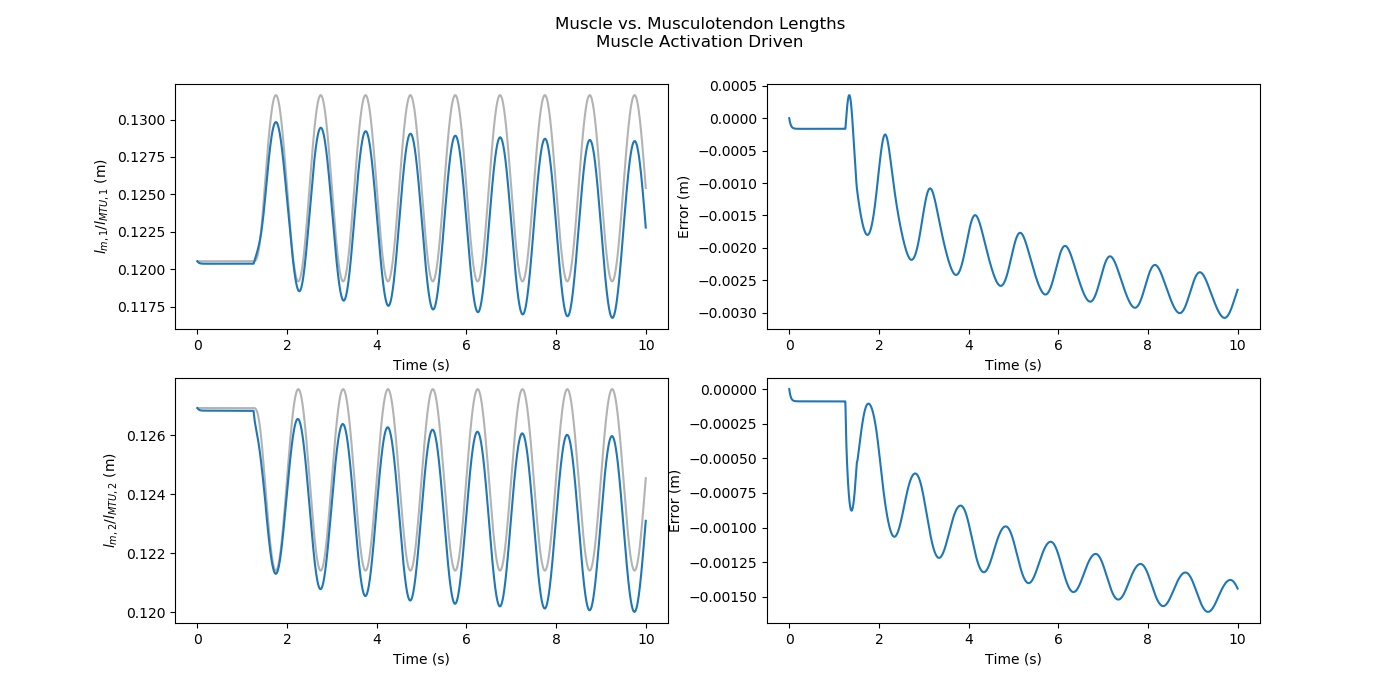 Muscle vs. Musculotendon Lengths
Muscle Activation Driven
0.1300
0.1275
0.1250
0.1225
0.1200
0.1175
l_{m,1}/l_{MTU,1} (m)
0 2 4 6 8 10
Time (s)
0.0005
0.0000
−0.0005
−0.0010
−0.0015
−0.0020
−0.0025
−0.0030
Error (m)
0 2 4 6 8 10
Time (s)
0.126
0.124
0.122
0.120
l_{m,2}/l_{MTU,2} (m)
0 2 4 6 8 10
Time (s)
0.00000
−0.00025
−0.00050
−0.00075
−0.00100
−0.00125
−0.00150
Error (m)
0 2 4 6 8 10
Time (s)